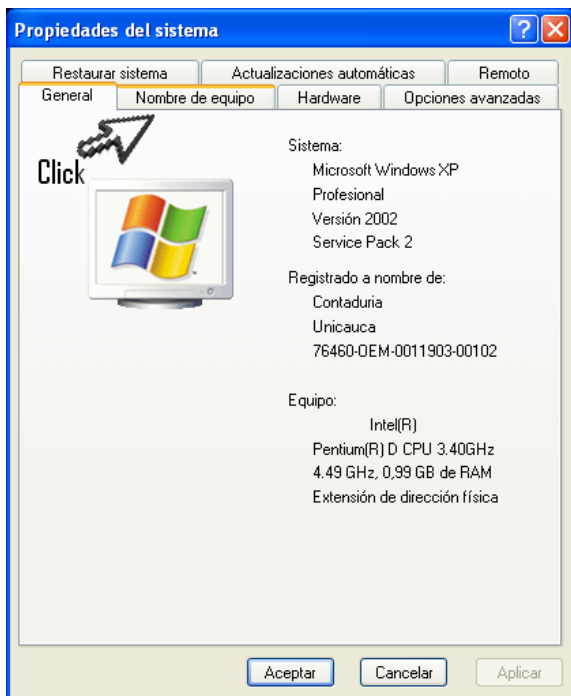 Propiedades del sistema
Restaurar sistema
Actualizaciones automáticas
Remoto
General
Nombre de equipo
Hardware
Opciones avanzadas
Click
Sistema:
Microsoft Windows XP
Profesional
Versión 2002
Service Pack 2
Registrado a nombre de:
Contaduria
Unicauca
76460-OEM-0011903-00102
Equipo:
Intel(R)
Pentium(R) D CPU 3.40GHz
4.49 GHz, 0,99 GB de RAM
Extensión de dirección física
Aceptar
Cancelar
Aplicar